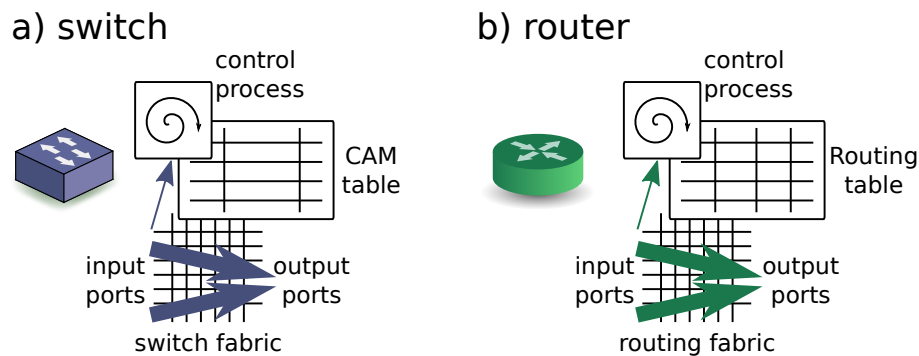 a) switch
control
process
CAM
table
input
ports
output
ports
switch fabric
b) router
control
process
Routing
table
input
ports
output
ports
routing fabric